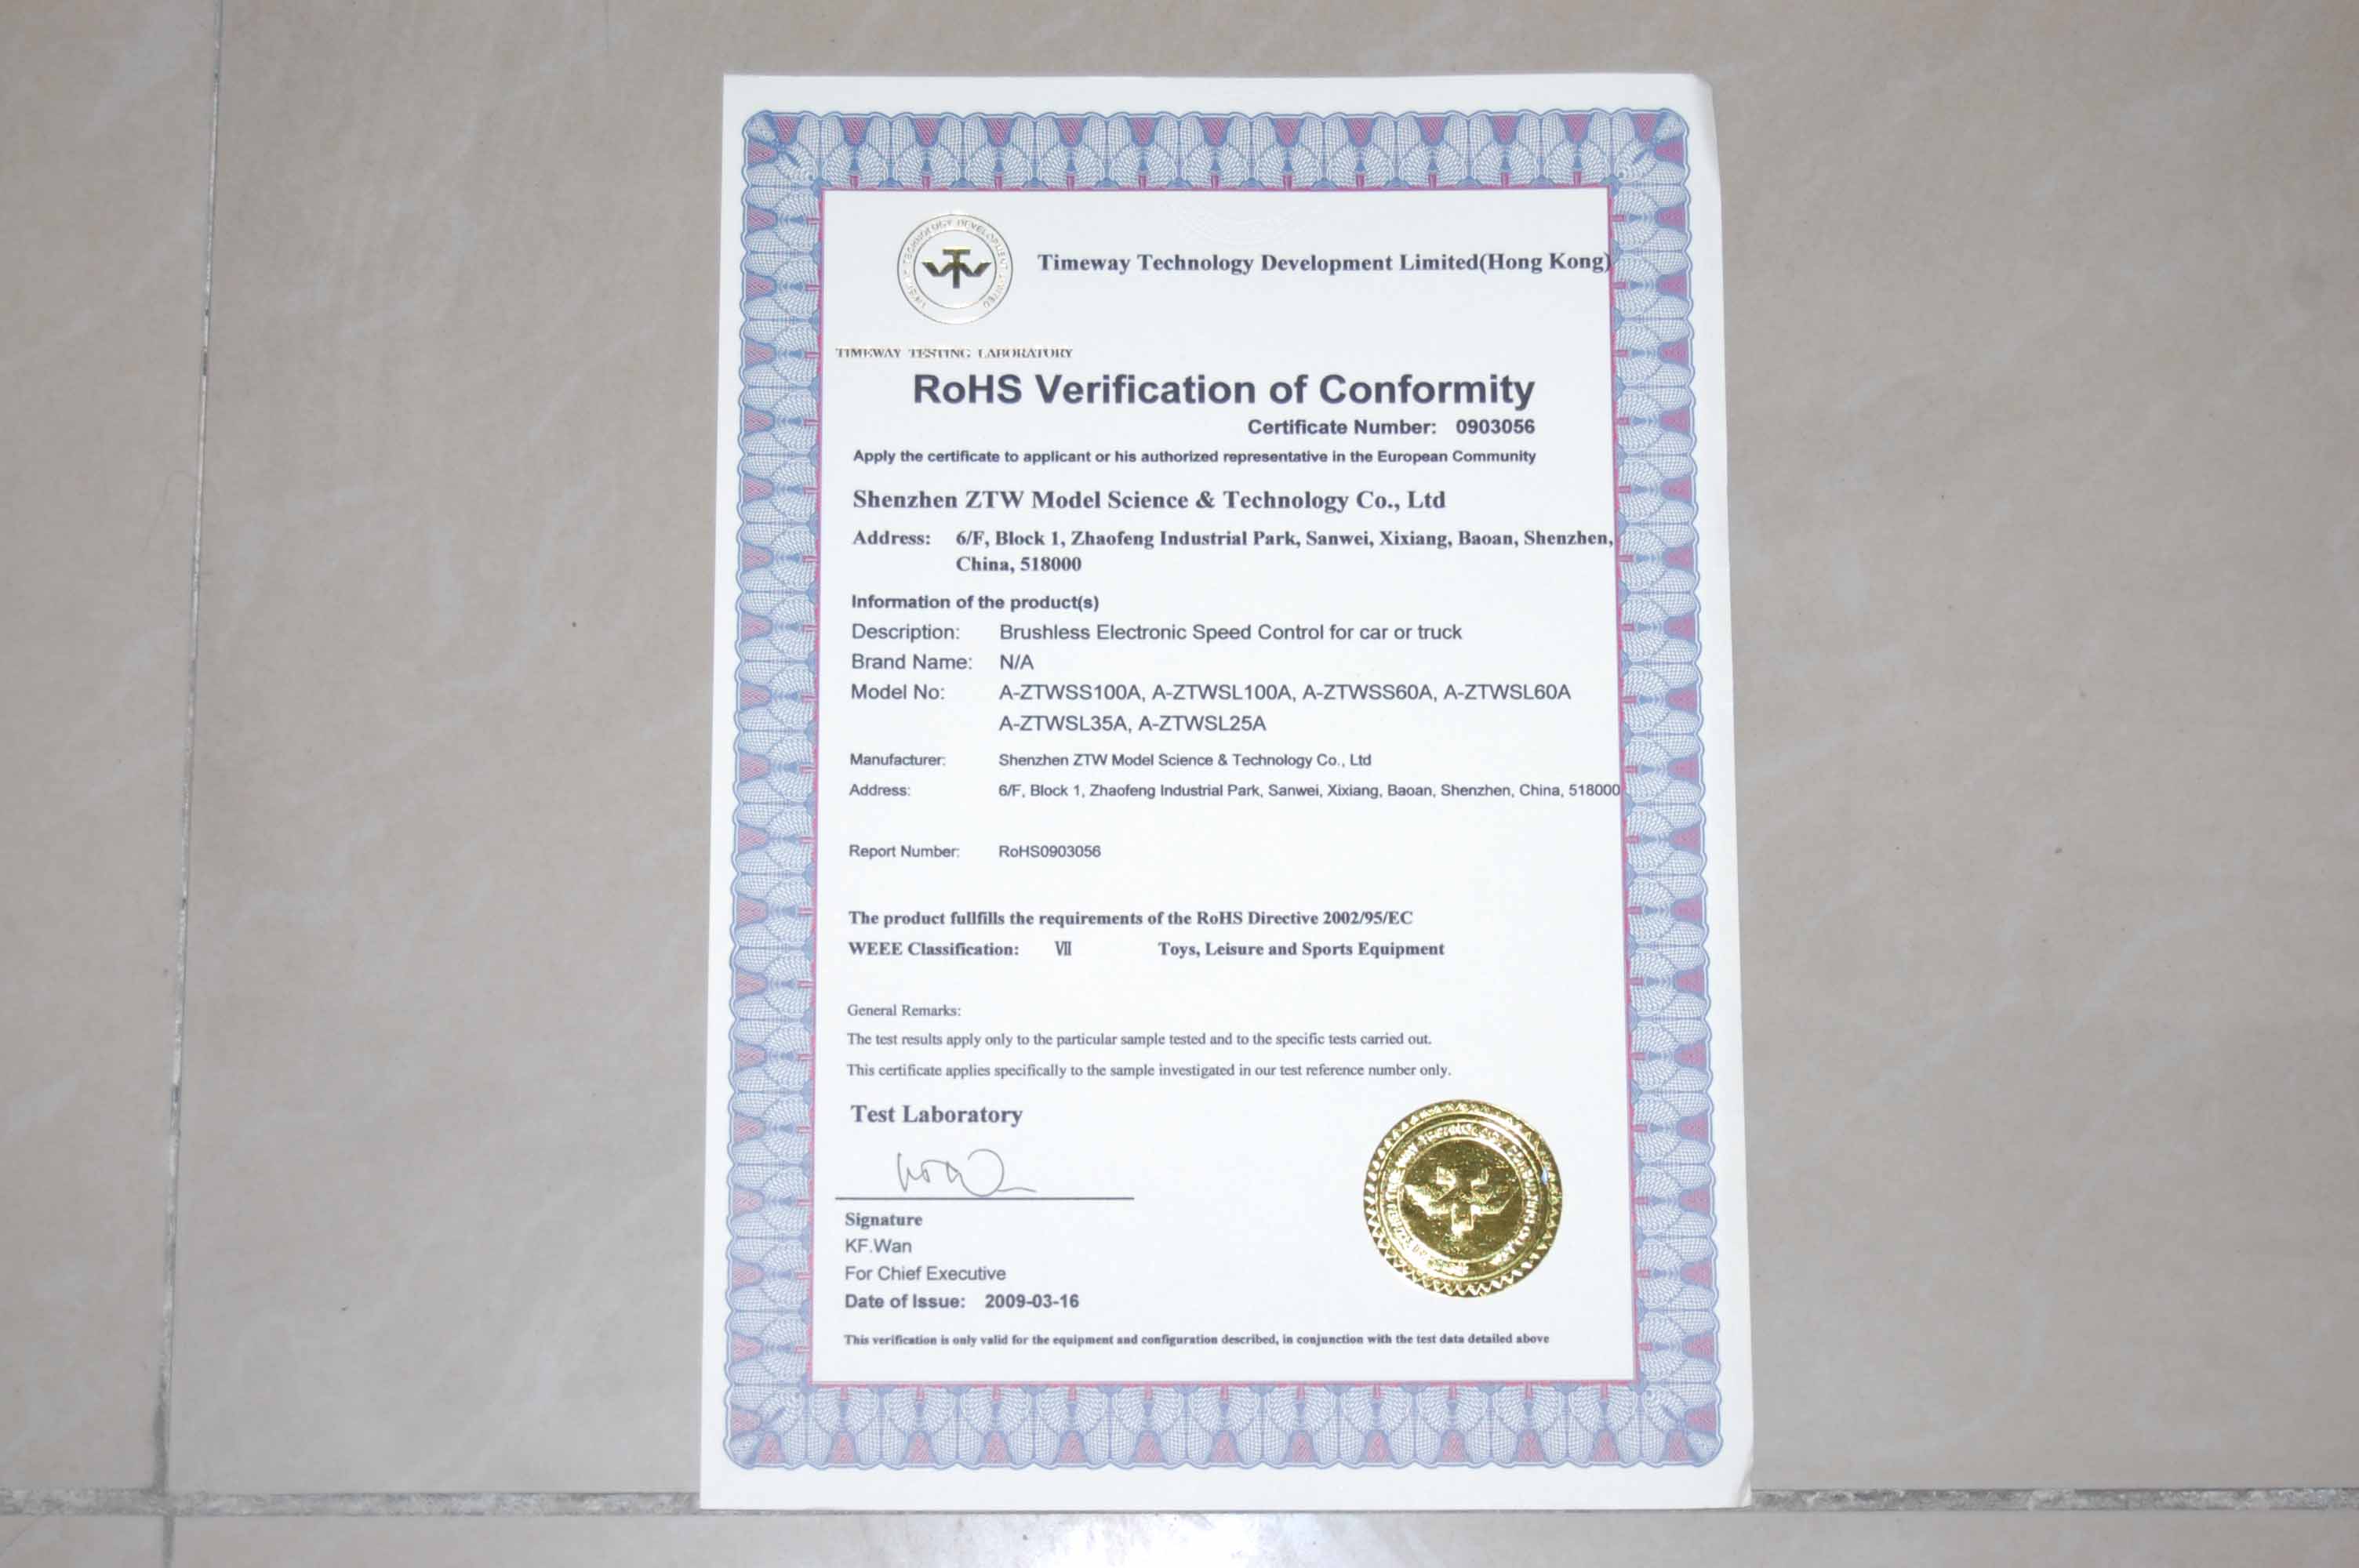 Timeway Technology Development Limited(Hong Kong)
TIMEWAY TESTING LABORATORY
RoHS Verification of Conformity
Certificate Number: 0903056
Apply the certificate to applicant or his authorized representative in the European Community
Shenzhen ZTW Model Science & Technology Co., Ltd
Address: 6/F, Block 1, Zhaofeng Industrial Park, Sanwei, Xixiang, Baoan, Shenzhen,
China, 518000
Information of the product(s)
Description: Brushless Electronic Speed Control for car or truck
Brand Name: N/A
Model No: A-ZTWSS100A, A-ZTWSL100A, A-ZTWSS60A, A-ZTWSL60A
A-ZTWSL35A, A-ZTWSL25A
Manufacturer: Shenzhen ZTW Model Science & Technology Co., Ltd
Address: 6/F, Block 1, Zhaofeng Industrial Park, Sanwei, Xixiang, Baoan, Shenzhen, China, 518000
Report Number: RoHS0903056
The product fullfills the requirements of the RoHS Directive 2002/95/EC
WEEE Classification: VII Toys, Leisure and Sports Equipment
General Remarks:
The test results apply only to the particular sample tested and to the specific tests carried out.
This certificate applies specifically to the sample investigated in our test reference number only.
Test Laboratory
Signature
KF.Wan
For Chief Executive
Date of Issue: 2009-03-16
This verification is only valid for the equipment and configuration described, in conjunction with the test data detailed above